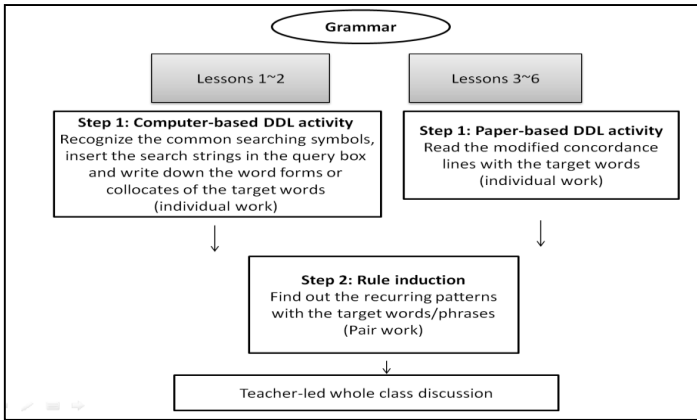 Grammar
Lessons 1~2
Lessons 3~6
Step 1: Computer-based DDL activity
Recognize the common searching symbols,
insert the search strings in the query box
and write down the word forms or
collocates of the target words
(individual work)
Step 1: Paper-based DDL activity
Read the modified concordance
lines with the target words
(individual work)
Step 2: Rule induction
Find out the recurring patterns
with the target words/phrases
(Pair work)
Teacher-led whole class discussion